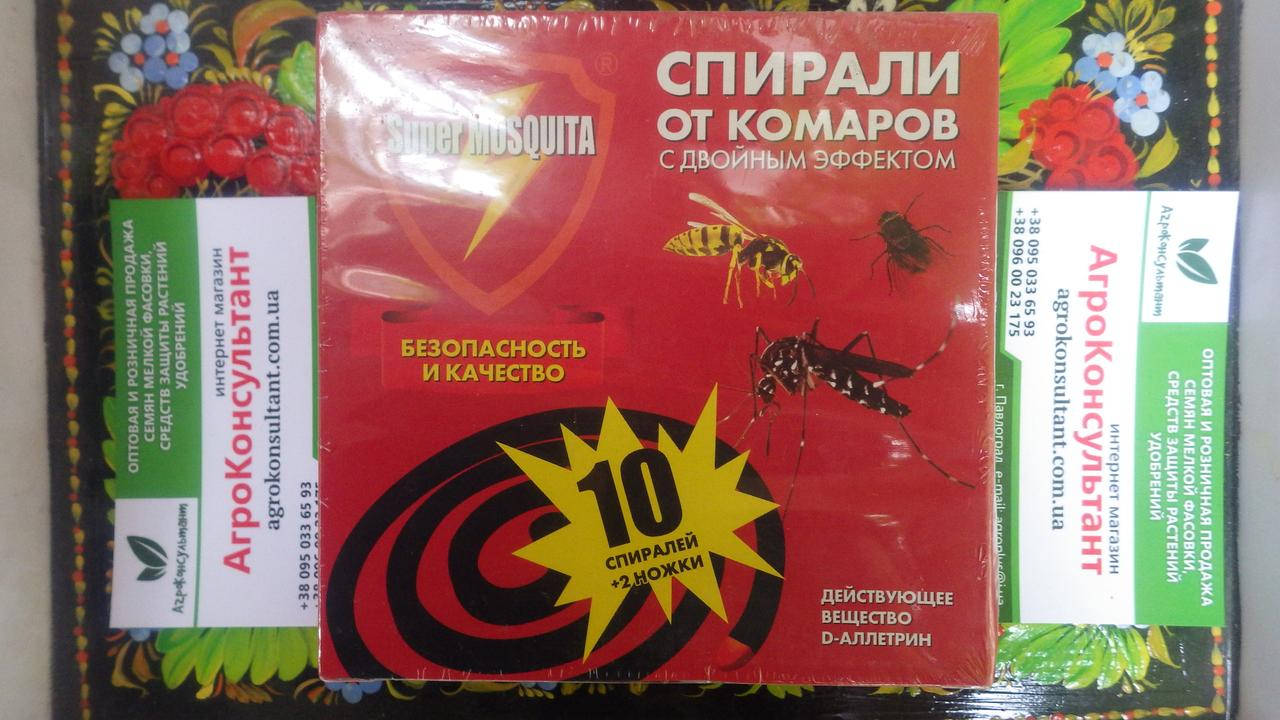 Super MOSQUITA
®
СПИРАЛИ
ОТ КОМАРОВ
С ДВОЙНЫМ ЭФФЕКТОМ
БЕЗОПАСНОСТЬ
И КАЧЕСТВО
10
СПИРАЛЕЙ
+2 НОЖКИ
ДЕЙСТВУЮЩЕЕ
ВЕЩЕСТВО
D-АЛЛЕТРИН
ОПТОВАЯ И РОЗНИЧНАЯ ПРОДАЖА
СЕМЯН МЕЛКОЙ ФАСОВКИ,
СРЕДСТВ ЗАЩИТЫ РАСТЕНИЙ
УДОБРЕНИЙ
АгроКонсультант
интернет магазин
АгроКонсультант
agrokonsultant.com.ua
+38 095 033 65 93
АгроКонсультант
ОПТОВАЯ И РОЗНИЧНАЯ ПРОДАЖА
СЕМЯН МЕЛКОЙ ФАСОВКИ,
СРЕДСТВ ЗАЩИТЫ РАСТЕНИЙ
УДОБРЕНИЙ
интернет магазин
АгроКонсультант
agrokonsultant.com.ua
+38 095 033 65 93
+38 096 00 23 175
г. Павлоград e-mail: